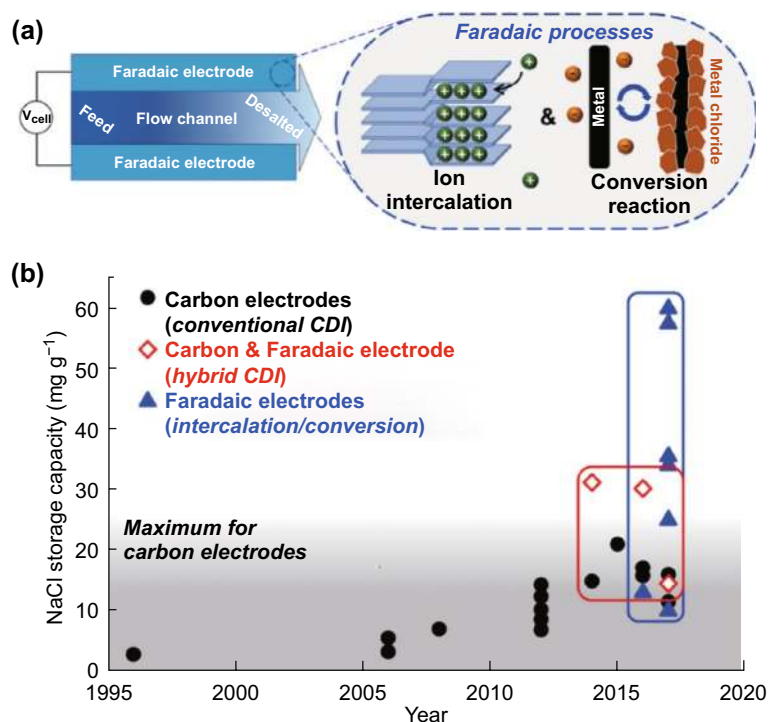 (a)
Faradaic electrode
V cell
Feed
Flow channel
Desalted
Faradaic electrode
Faradaic processes
+
+++
+++
+++
+++
+
Ion
intercalation
&
−
−
−
−
Metal
Metal chloride
Conversion
reaction
(b)
NaCl storage capacity (mg g⁻¹)
60
50
40
30
20
10
0
Carbon electrodes
(conventional CDI)
Carbon & Faradaic electrode
(hybrid CDI)
Faradaic electrodes
(intercalation/conversion)
Maximum for
carbon electrodes
1995 2000 2005 2010 2015 2020
Year